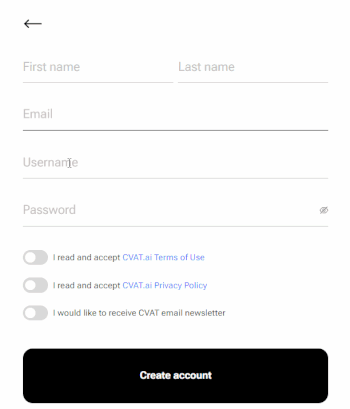 First name Last name
Email
Username
Password
I read and accept CVAT.ai Terms of Use
I read and accept CVAT.ai Privacy Policy
I would like to receive CVAT email newsletter
Create account